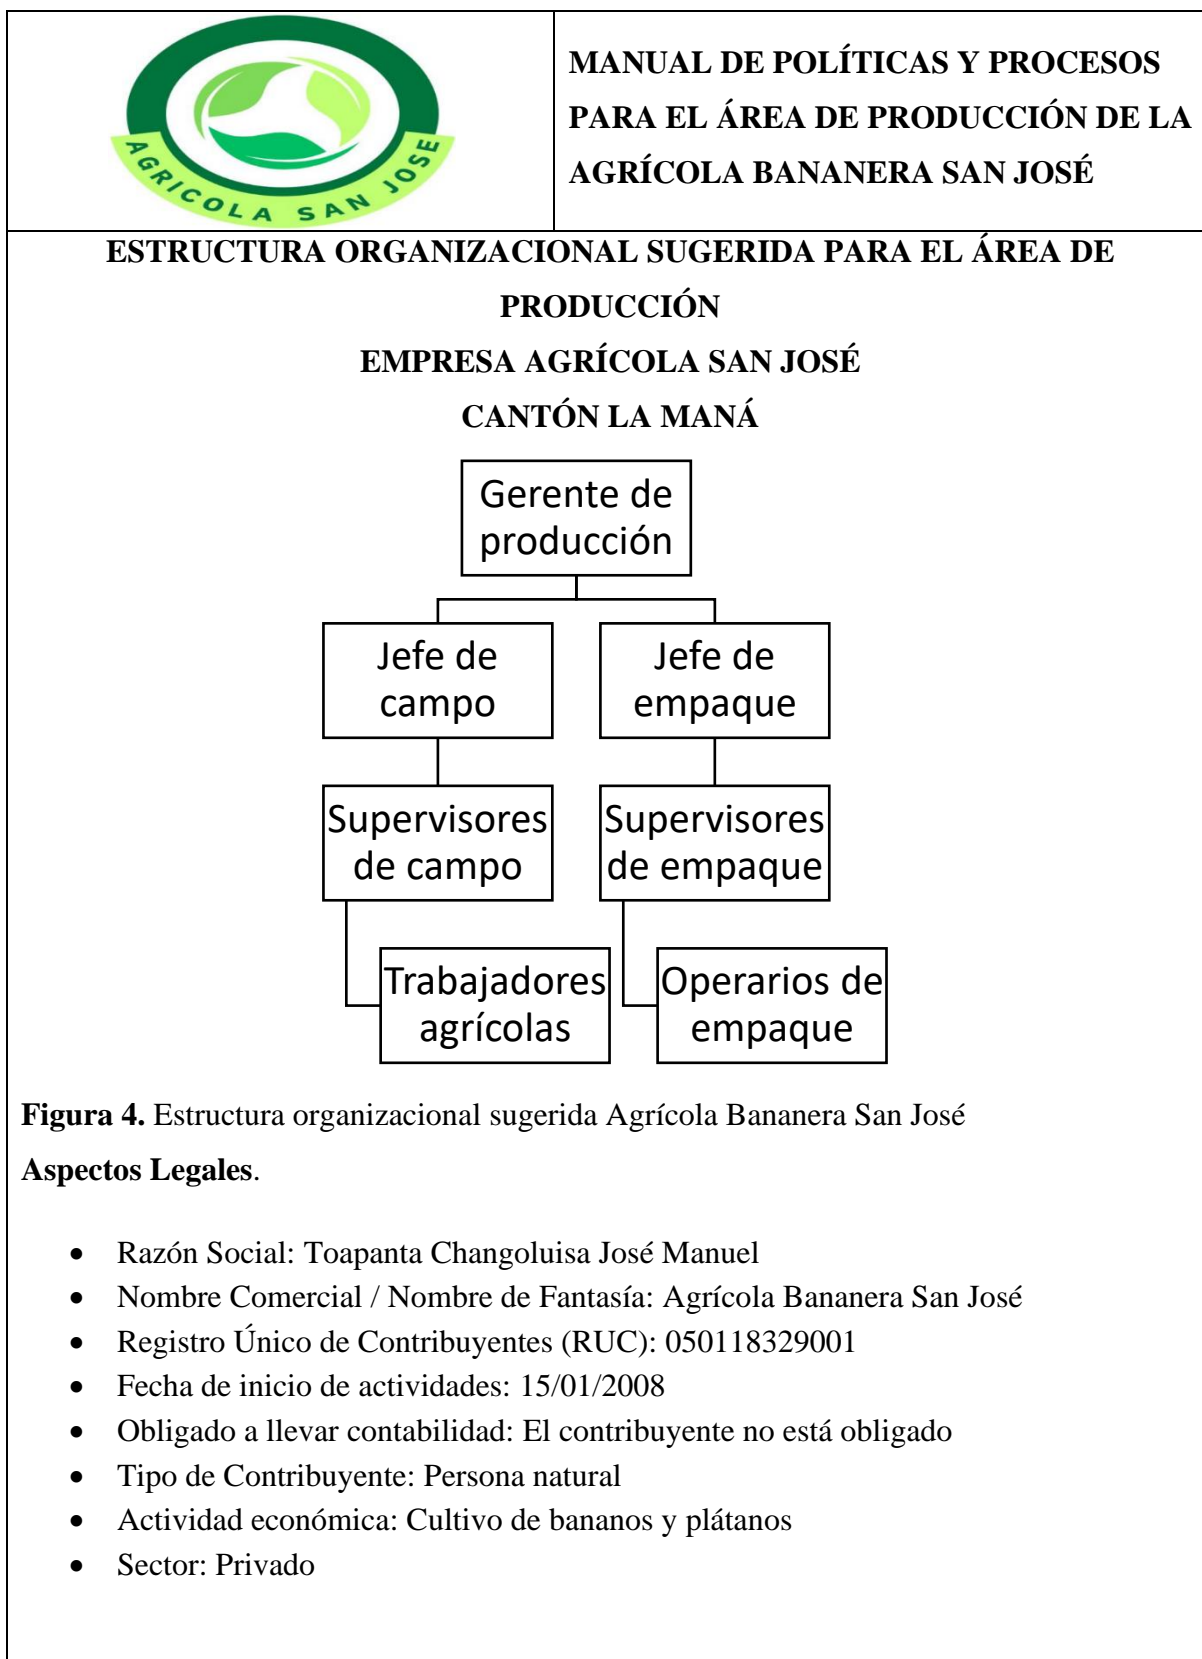 AGRICOLA SAN JOSE
MANUAL DE POLÍTICAS Y PROCESOS
PARA EL ÁREA DE PRODUCCIÓN DE LA
AGRÍCOLA BANANERA SAN JOSÉ
ESTRUCTURA ORGANIZACIONAL SUGERIDA PARA EL ÁREA DE
PRODUCCIÓN
EMPRESA AGRÍCOLA SAN JOSÉ
CANTÓN LA MANÁ
Gerente de
producción
Jefe de
campo
Jefe de
empaque
Supervisores
de campo
Supervisores
de empaque
Trabajadores
agrícolas
Operarios de
empaque
Figura 4. Estructura organizacional sugerida Agrícola Bananera San José
Aspectos Legales.
• Razón Social: Toapanta Changoluisa José Manuel
• Nombre Comercial / Nombre de Fantasía: Agrícola Bananera San José
• Registro Único de Contribuyentes (RUC): 050118329001
• Fecha de inicio de actividades: 15/01/2008
• Obligado a llevar contabilidad: El contribuyente no está obligado
• Tipo de Contribuyente: Persona natural
• Actividad económica: Cultivo de bananos y plátanos
• Sector: Privado